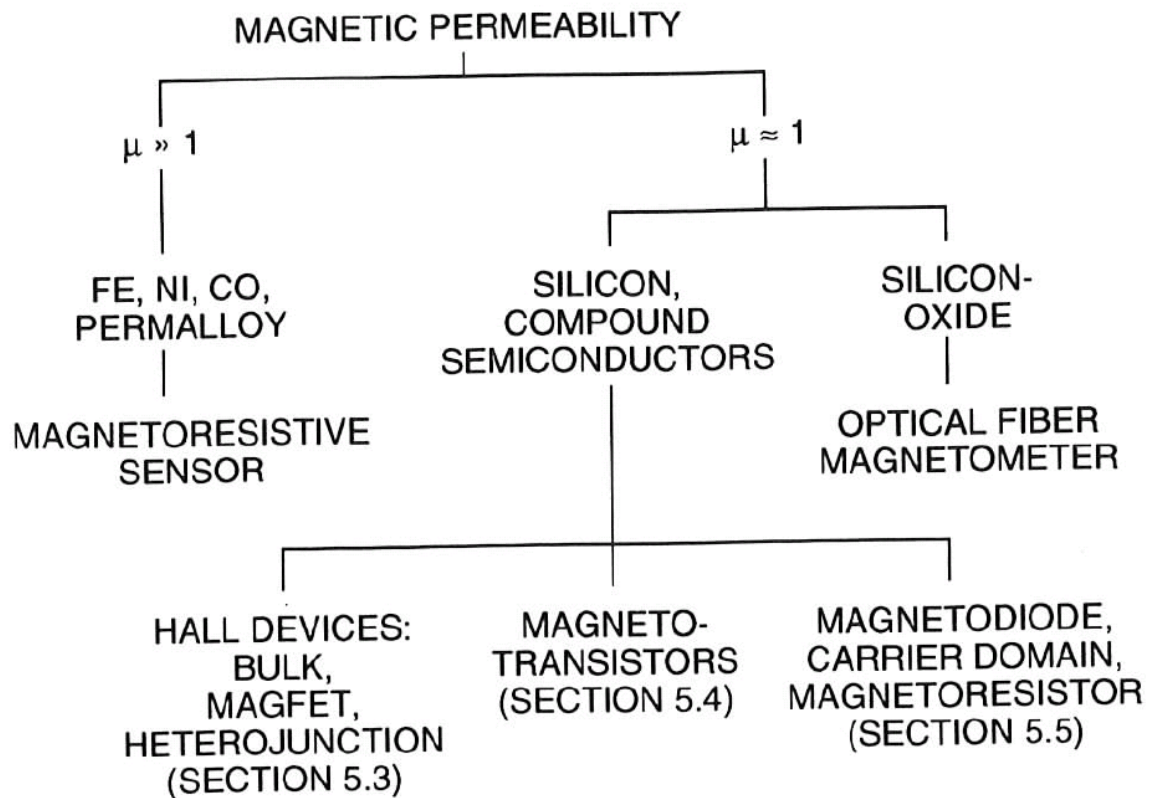 MAGNETIC PERMEABILITY
μ » 1
μ ≈ 1
FE, NI, CO,
PERMALLOY
SILICON,
COMPOUND
SEMICONDUCTORS
SILICON-
OXIDE
MAGNETORESISTIVE
SENSOR
OPTICAL FIBER
MAGNETOMETER
HALL DEVICES:
BULK,
MAGFET,
HETEROJUNCTION
(SECTION 5.3)
MAGNETO-
TRANSISTORS
(SECTION 5.4)
MAGNETODIODE,
CARRIER DOMAIN,
MAGNETORESISTOR
(SECTION 5.5)